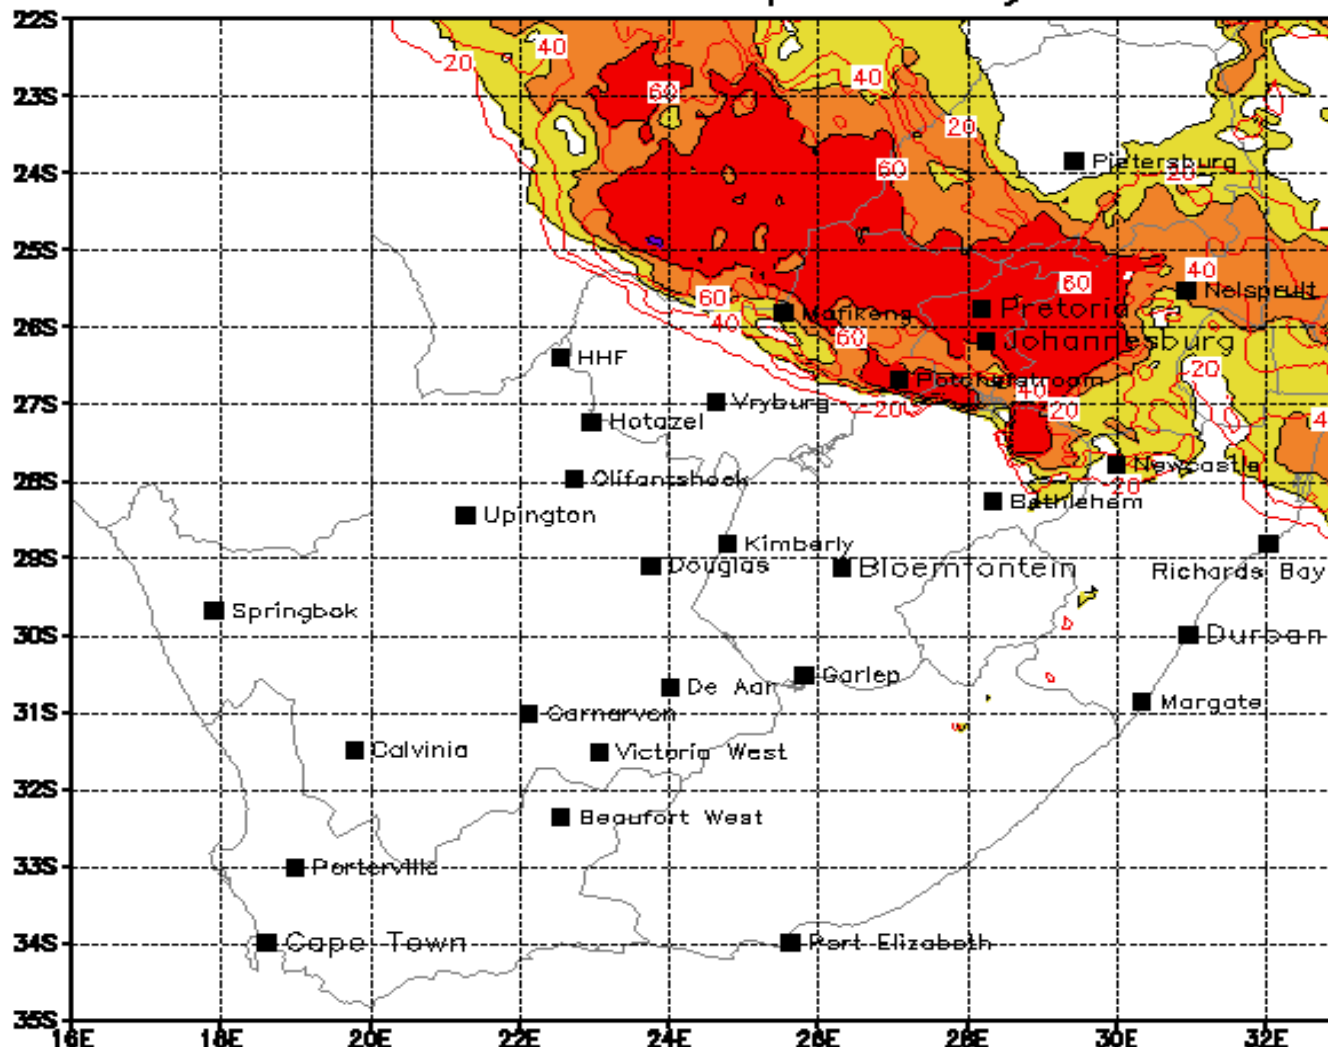 22S
40
20
40
23S
60
20
Pietersburg
24S
60
20
25S
40
60
Nelspruit
60
Pretoria
Mafikeng
40
26S
60
Johannesburg
HHF
Potchefstroom
20
40
27S
Vryburg
20
20
Hotazel
Newcastle
28S
Olifantshoek
20
Bethlehem
Upington
Kimberly
29S
Douglas
Bloemfontein
Richards Bay
Springbok
30S
Durban
Gariep
De Aar
Margate
31S
Carnarvon
Calvinia
Victoria West
32S
Beaufort West
33S
Porterville
34S
Cape Town
Port Elizabeth
35S
16E 18E 20E 22E 24E 26E 28E 30E 32E